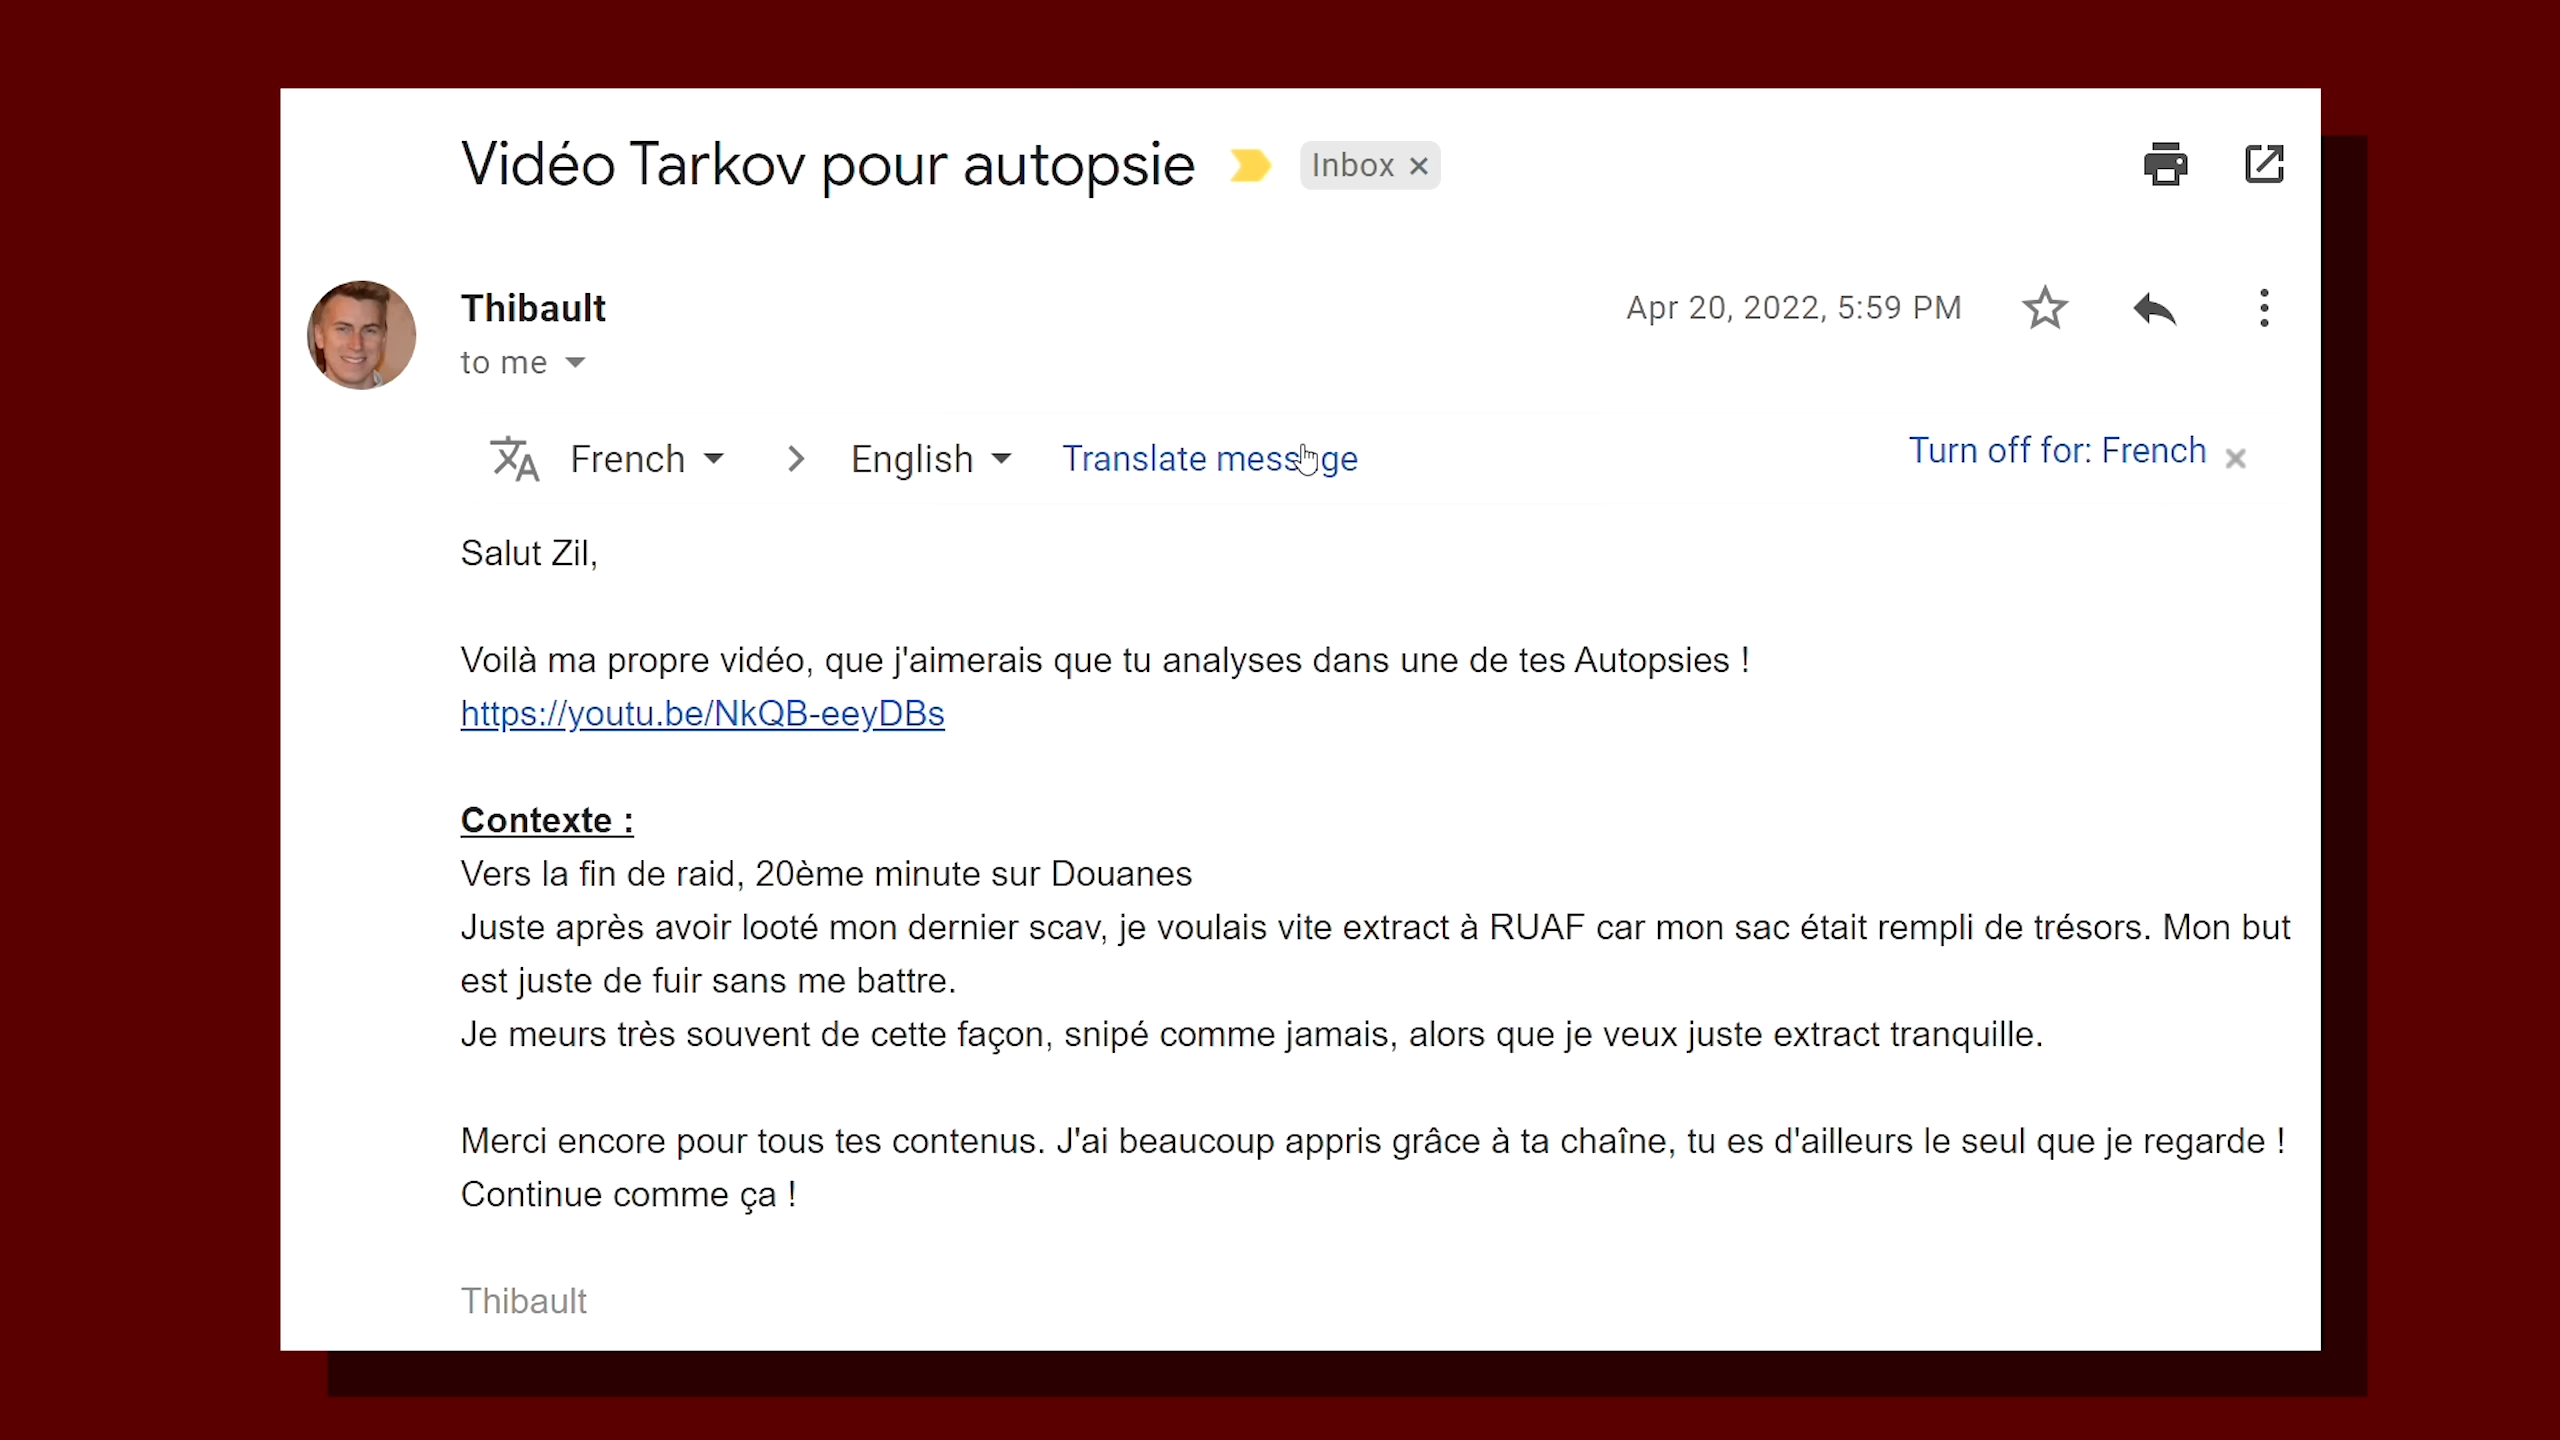 Vidéo Tarkov pour autopsie Inbox ×
Thibault Apr 20, 2022, 5:59 PM
to me
French > English Translate message Turn off for: French ×
Salut Zil,
Voilà ma propre vidéo, que j'aimerais que tu analyses dans une de tes Autopsies !
https://youtu.be/NkQB-eeyDBs
Contexte :
Vers la fin de raid, 20ème minute sur Douanes
Juste après avoir looté mon dernier scav, je voulais vite extract à RUAF car mon sac était rempli de trésors. Mon but
est juste de fuir sans me battre.
Je meurs très souvent de cette façon, snipé comme jamais, alors que je veux juste extract tranquille.
Merci encore pour tous tes contenus. J'ai beaucoup appris grâce à ta chaîne, tu es d'ailleurs le seul que je regarde !
Continue comme ça !
Thibault